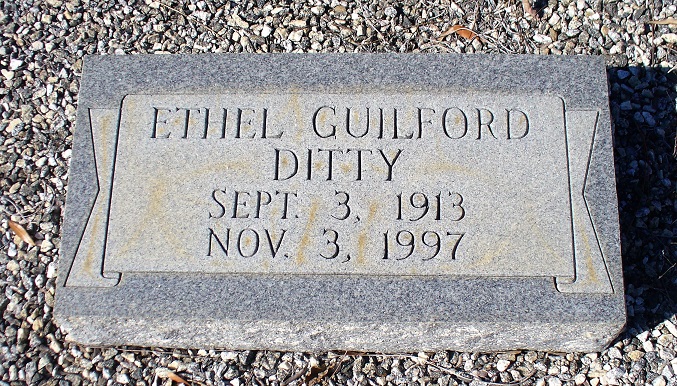 ETHEL GUILFORD
DITTY
SEPT. 3, 1913
NOV. 3, 1997